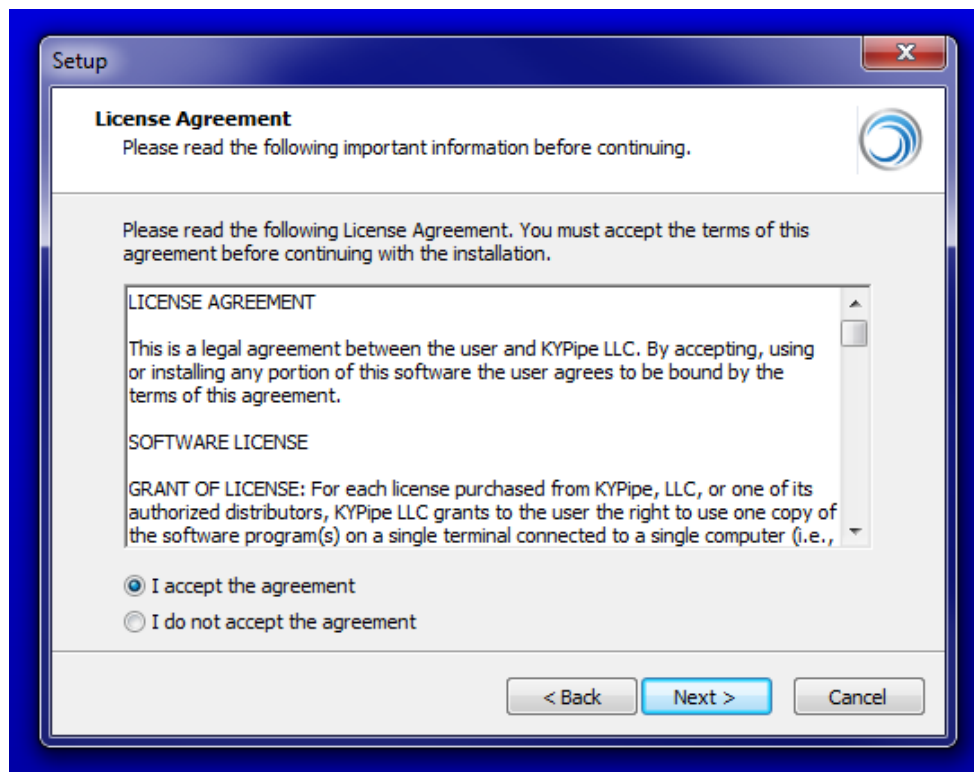 Setup
License Agreement
Please read the following important information before continuing.
Please read the following License Agreement. You must accept the terms of this
agreement before continuing with the installation.
LICENSE AGREEMENT
This is a legal agreement between the user and KYPipe LLC. By accepting, using
or installing any portion of this software the user agrees to be bound by the
terms of this agreement.
SOFTWARE LICENSE
GRANT OF LICENSE: For each license purchased from KYPipe, LLC, or one of its
authorized distributors, KYPipe LLC grants to the user the right to use one copy of
the software program(s) on a single terminal connected to a single computer (i.e.,
I accept the agreement
I do not accept the agreement
< Back Next > Cancel